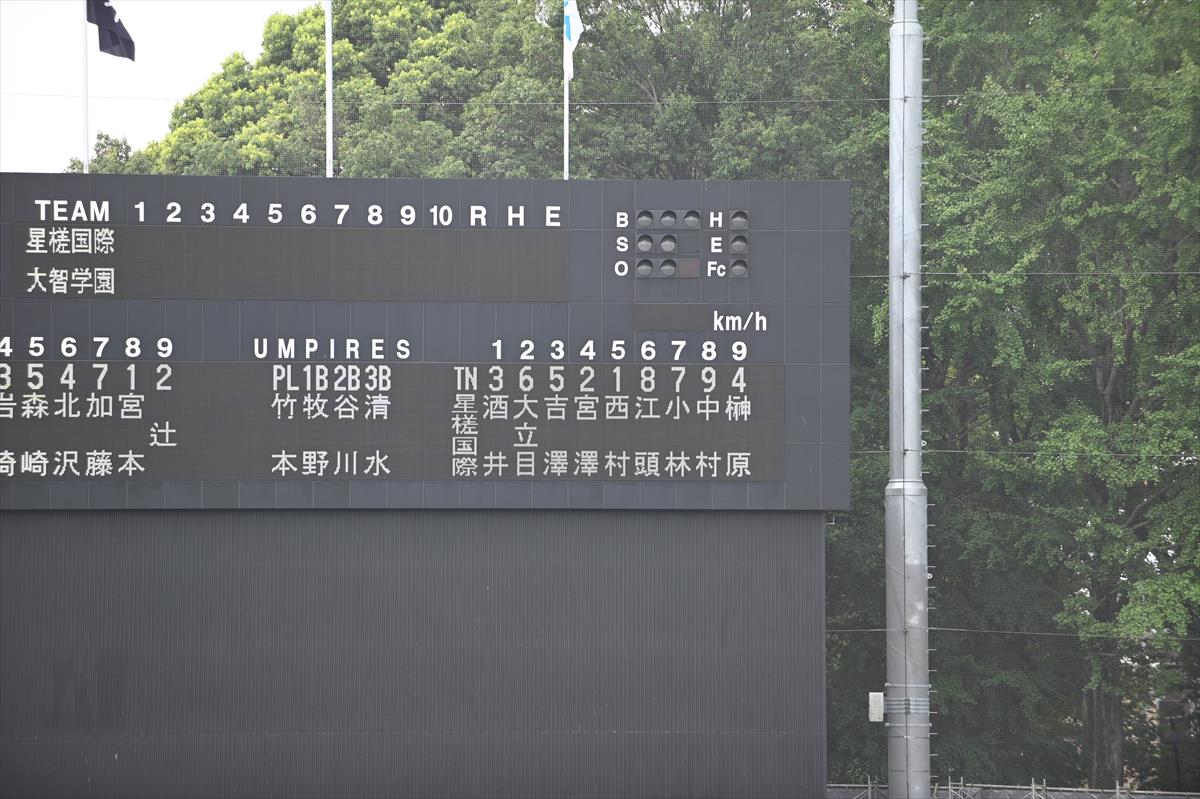 TEAM 1 2 3 4 5 6 7 8 9 10 R H E
星槎国際
大智学園
B H
S E
O Fc
km/h
4 5 6 7 8 9
3 5 4 7 1 2
岩崎 森崎 北沢 加藤 宮本 辻
UMPIRES
PL 1B 2B 3B
竹本 牧野 谷川 清水
1 2 3 4 5 6 7 8 9
TN 3 6 5 2 1 8 7 9 4
星槎国際 酒井 大立目 吉澤 宮澤 西村 江頭 小林 中村 榊原